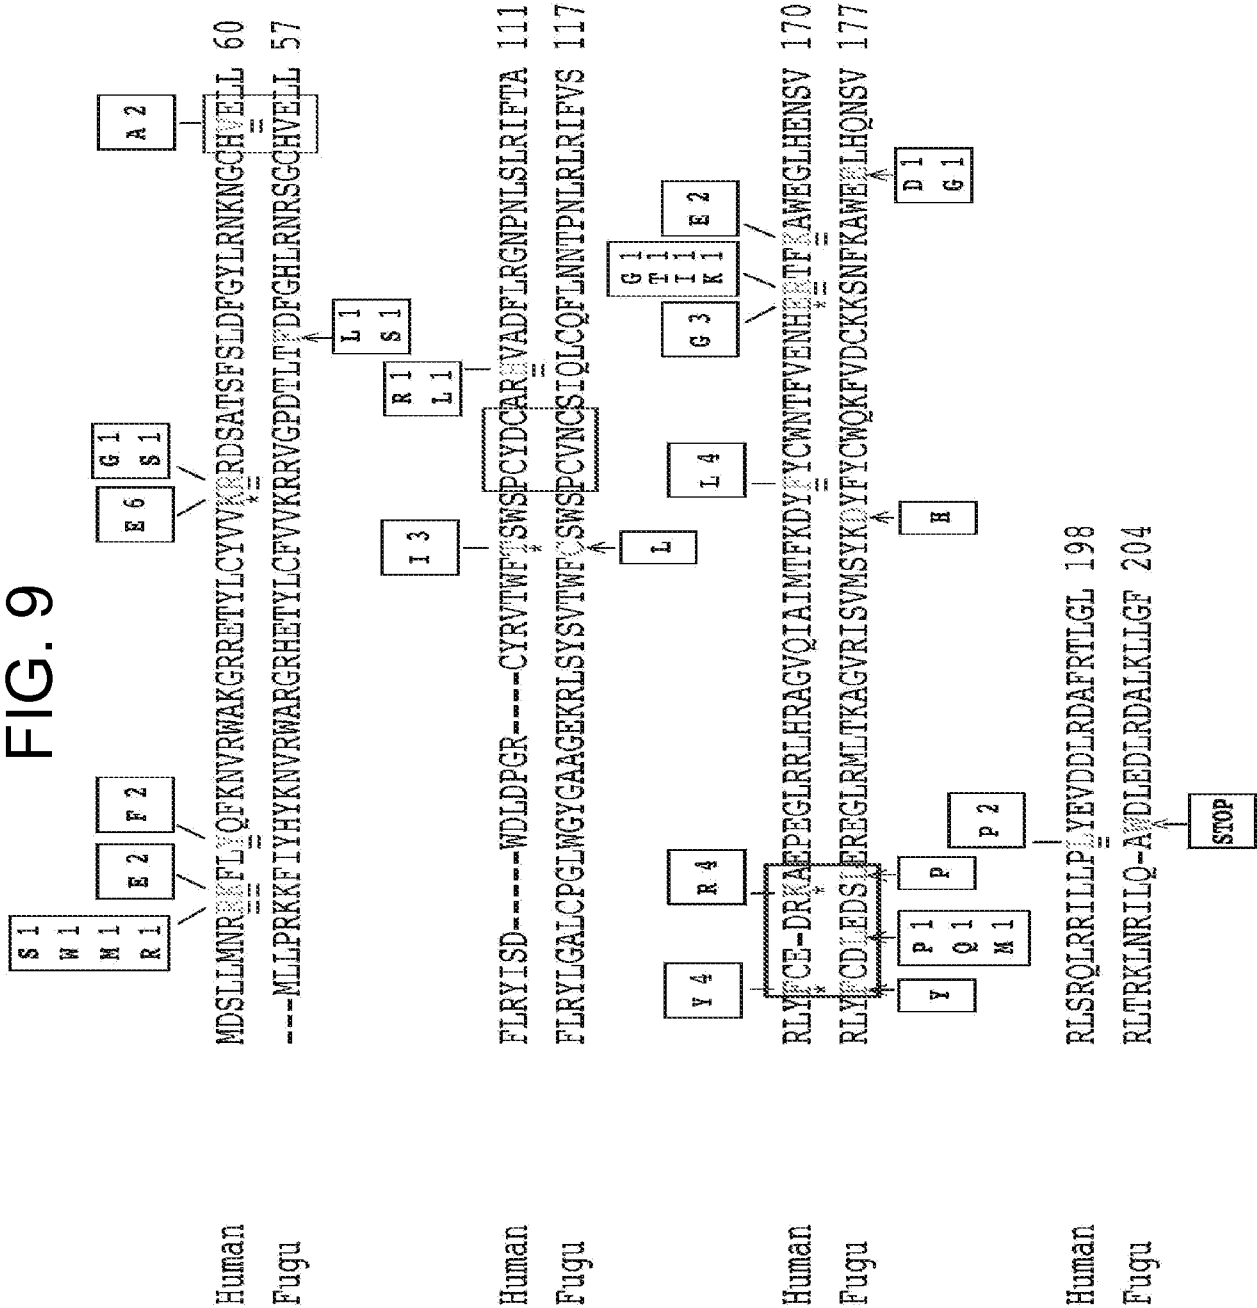 FIG. 9
S 1
W 1
M 1
R 1
E 2
F 2
E 6
G 1
S 1
A 2
Human MDSLLMNRRKFLYQFKNVRWAKGRRETYLCYVVKRRDSATSFSLDFGYLRNKNGCHVELL 60
= = = * = =
Fugu ---MLLPRKKFIYHYKNVRWARGRHETYLCFVVKRRVGPDTLTFDFGHLRNRSGCHVELL 57
L 1
S 1
I 3
R 1
L 1
Human FLRYISD-----WDLDPGR----CYRVTWFTSWSPCYDCARHVADFLRGNPNLSLRIFTA 111
* =
Fugu FLRYLGALCPGLWGYGAAGEKRLSYSVTWFCSWSPCVNCSIQLCQFLNNTPNLRLRIFVS 117
L
Y 4
R 4
L 4
G 3
G 1
T 1
I 1
K 1
E 2
Human RLYFCE-DRKAEPEGLRRLHRAGVQIAIMTFKDYFYCWNTFVENHERTFKAWEGLHENSV 170
* * = * = =
Fugu RLYFCDLEDSLEREGLRMLTKAGVRISVMSYKDYFYCWQKFVDCKKSNFKAWEELHQNSV 177
Y
P 1
Q 1
M 1
P
H
D 1
G 1
P 2
Human RLSRQLRRILLPLYEVDDLRDAFRTLGL 198
=
Fugu RLTRKLNRILQ-AWDLEDLRDALKLLGF 204
STOP